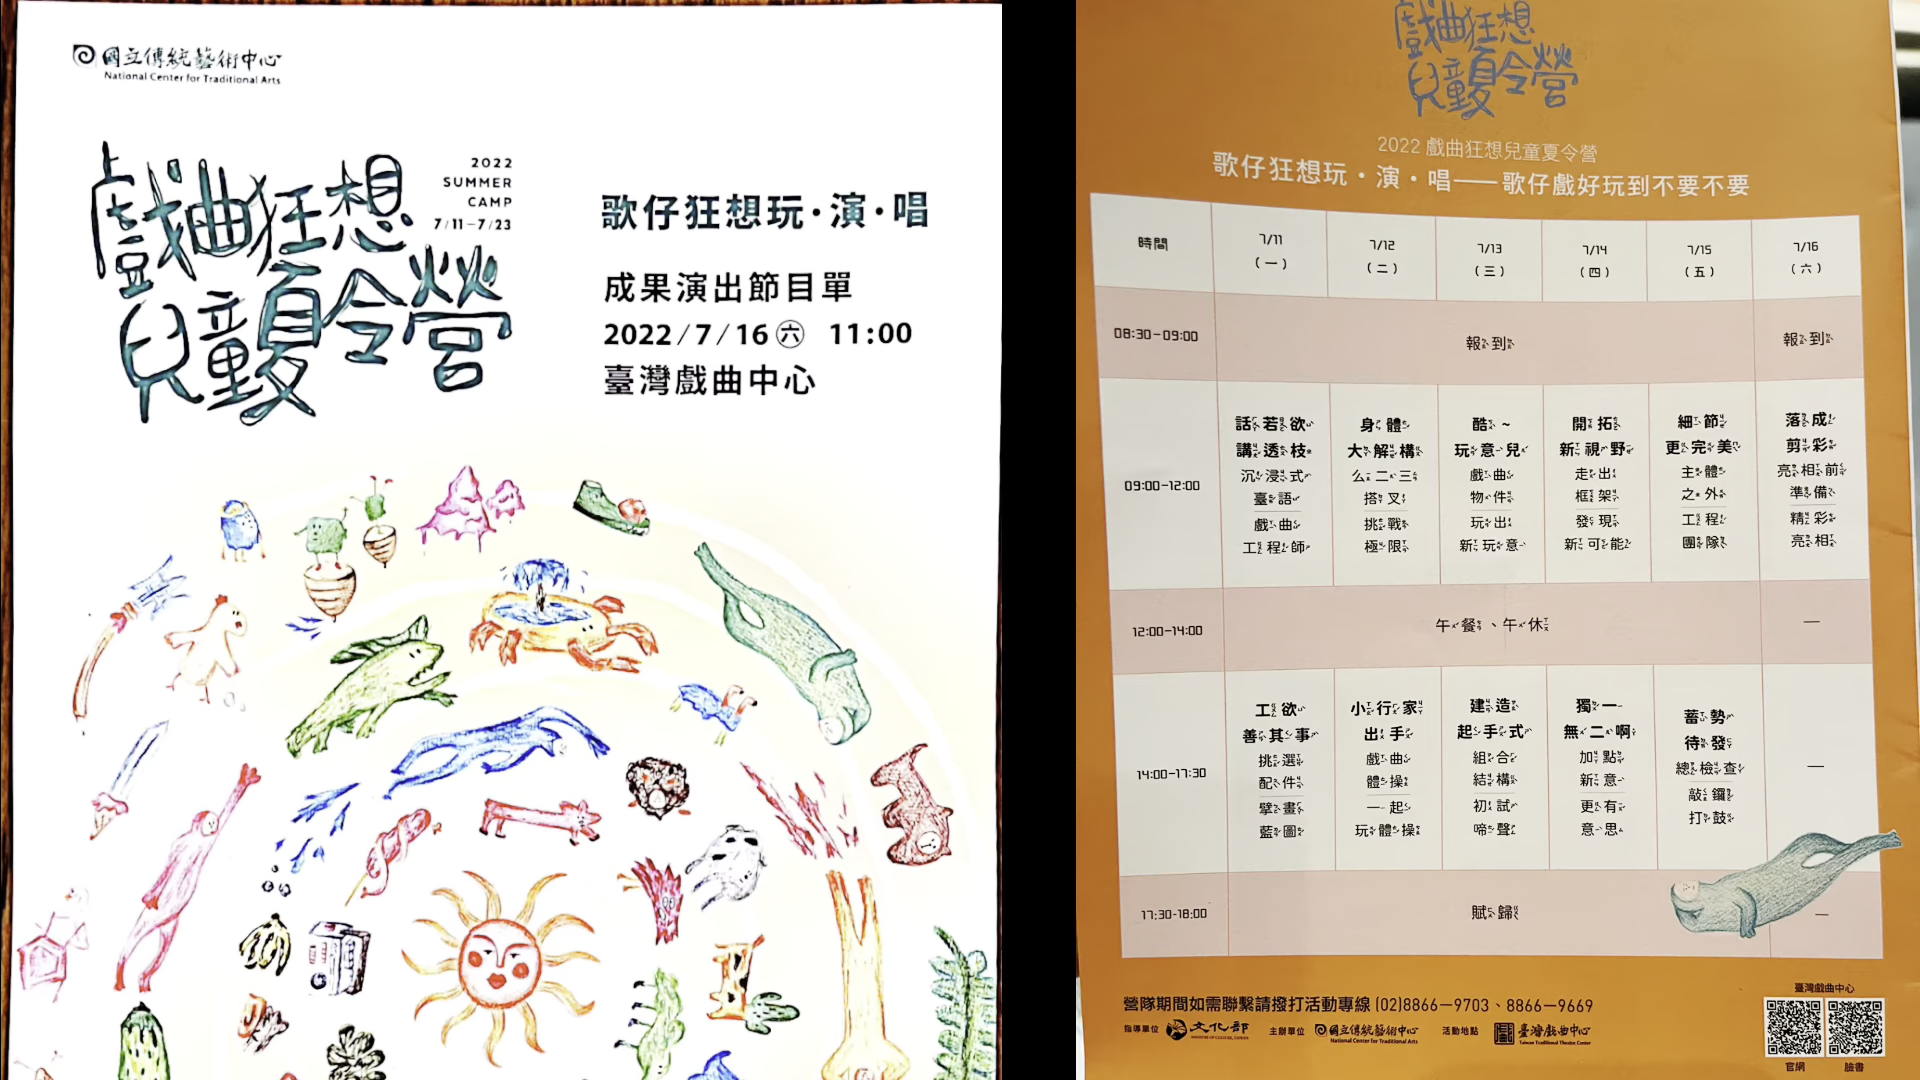 國立傳統藝術中心
National Center for Traditional Arts
戲曲狂想
兒童夏令營
2022
SUMMER
CAMP
7/11－7/23
歌仔狂想玩・演・唱
成果演出節目單
2022/7/16㊅ 11:00
臺灣戲曲中心
戲曲狂想
兒童夏令營
2022 戲曲狂想兒童夏令營
歌仔狂想玩・演・唱——歌仔戲好玩到不要不要
時間
7/11
(一)
7/12
(二)
7/13
(三)
7/14
(四)
7/15
(五)
7/16
(六)
08:30-09:00
報到
報到
09:00-12:00
話若欲
講透枝
沉浸式
臺語
戲曲
工程師
身體
大解構
么二三
搭叉
挑戰
極限
酷~
玩意兒
戲曲
物件
玩出
新玩意
開拓
新視野
走出
框架
發現
新可能
細節
更完美
主體
之外
工程
團隊
落成
剪彩
亮相前
準備
精彩
亮相
12:00-14:00
午餐、午休
—
14:00-17:30
工欲
善其事
挑選
配件
擘畫
藍圖
小行家
出手
戲曲
體操
一起
玩體操
建造
起手式
組合
結構
初試
啼聲
獨一
無二啊
加點
新意
更有
意思
蓄勢
待發
總檢查
敲鑼
打鼓
—
17:30-18:00
賦歸
—
營隊期間如需聯繫請撥打活動專線 (02)8866－9703、8866－9669
指導單位 文化部 MINISTRY OF CULTURE, TAIWAN
主辦單位 國立傳統藝術中心 National Center for Traditional Arts
活動地點 臺灣戲曲中心 Taiwan Traditional Theatre Center
臺灣戲曲中心
官網
臉書